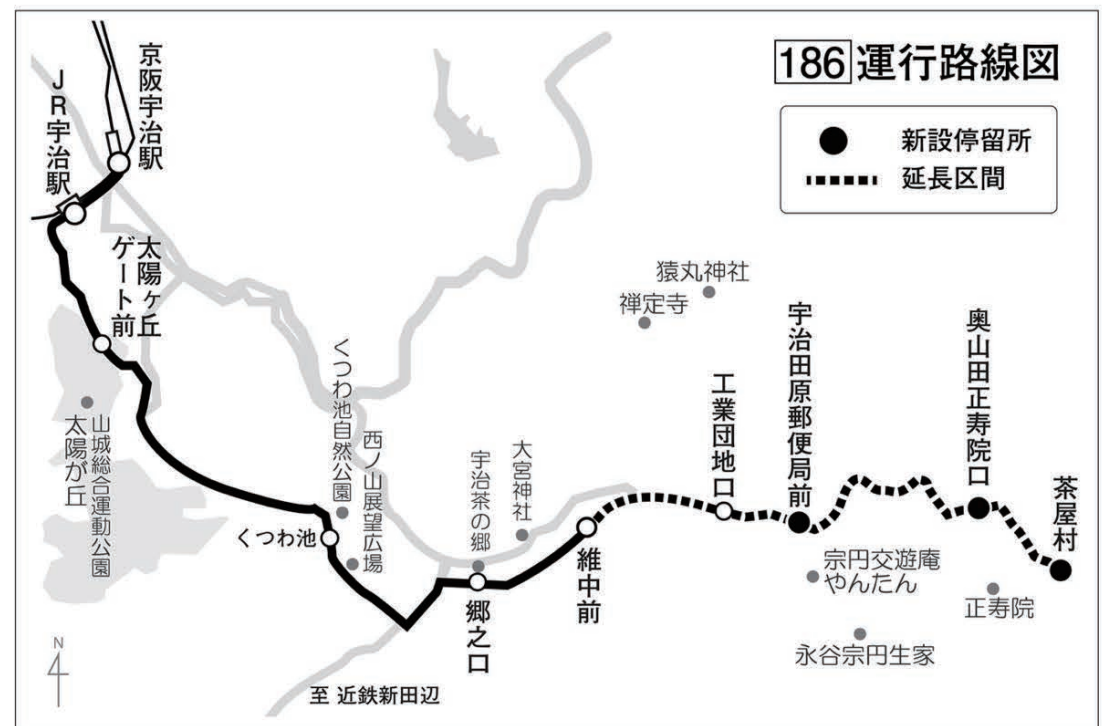 186運行路線図
新設停留所
延長区間
京阪宇治駅
JR宇治駅
太陽ヶ丘
ゲート前
山城総合運動公園
太陽が丘
くつわ池自然公園
西ノ山展望広場
くつわ池
宇治茶の郷
大宮神社
郷之口
維中前
猿丸神社
禅定寺
工業団地口
宇治田原郵便局前
奥山田正寿院口
茶屋村
宗円交遊庵
やんたん
正寿院
永谷宗円生家
至 近鉄新田辺
N